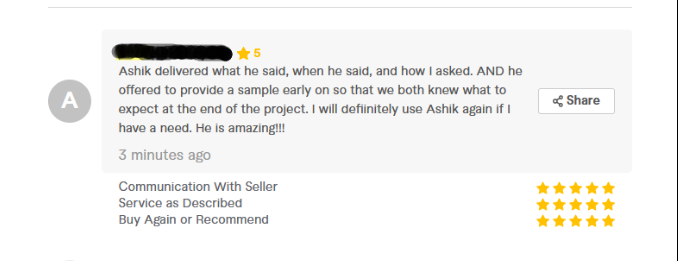 5
A
Ashik delivered what he said, when he said, and how I asked. AND he
offered to provide a sample early on so that we both knew what to
expect at the end of the project. I will defiinitely use Ashik again if I
have a need. He is amazing!!!
Share
3 minutes ago
Communication With Seller
Service as Described
Buy Again or Recommend